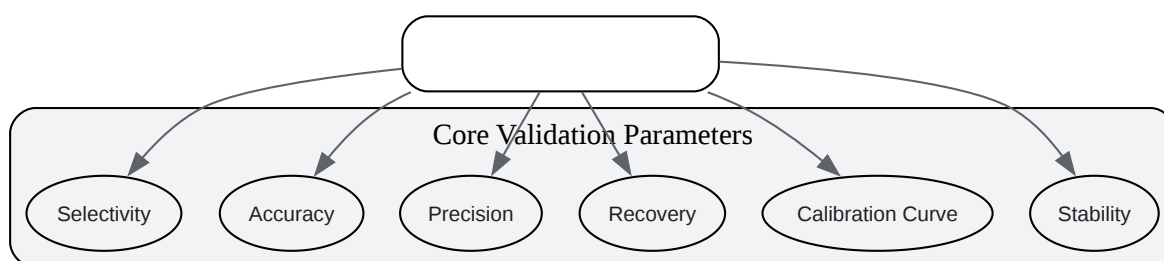 Core Validation Parameters
Selectivity
Accuracy
Precision
Recovery
Calibration Curve
Stability